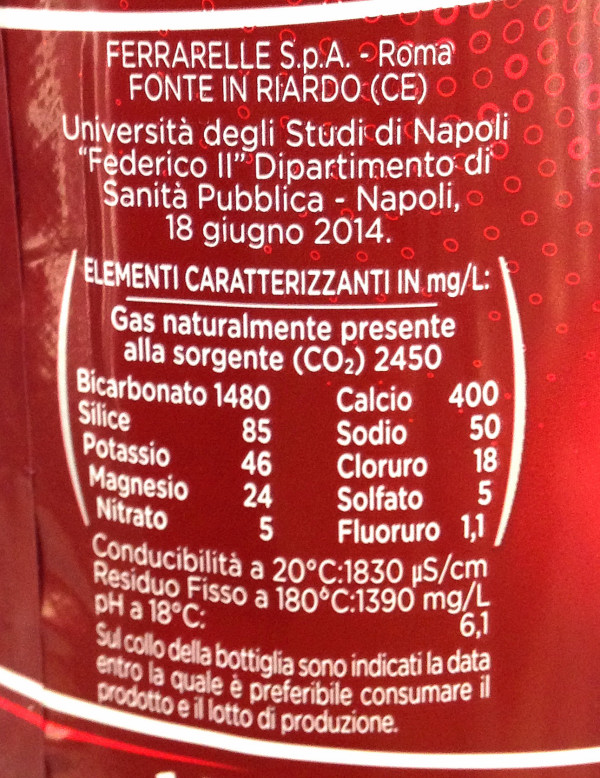 FERRARELLE S.p.A. - Roma
FONTE IN RIARDO (CE)
Università degli Studi di Napoli
"Federico II" Dipartimento di
Sanità Pubblica - Napoli,
18 giugno 2014.
ELEMENTI CARATTERIZZANTI IN mg/L:
Gas naturalmente presente
alla sorgente (CO₂) 2450
Bicarbonato 1480 Calcio 400
Silice 85 Sodio 50
Potassio 46 Cloruro 18
Magnesio 24 Solfato 5
Nitrato 5 Fluoruro 1,1
Conducibilità a 20°C:1830 µS/cm
Residuo Fisso a 180°C:1390 mg/L
pH a 18°C: 6,1
Sul collo della bottiglia sono indicati la data
entro la quale è preferibile consumare il
prodotto e il lotto di produzione.